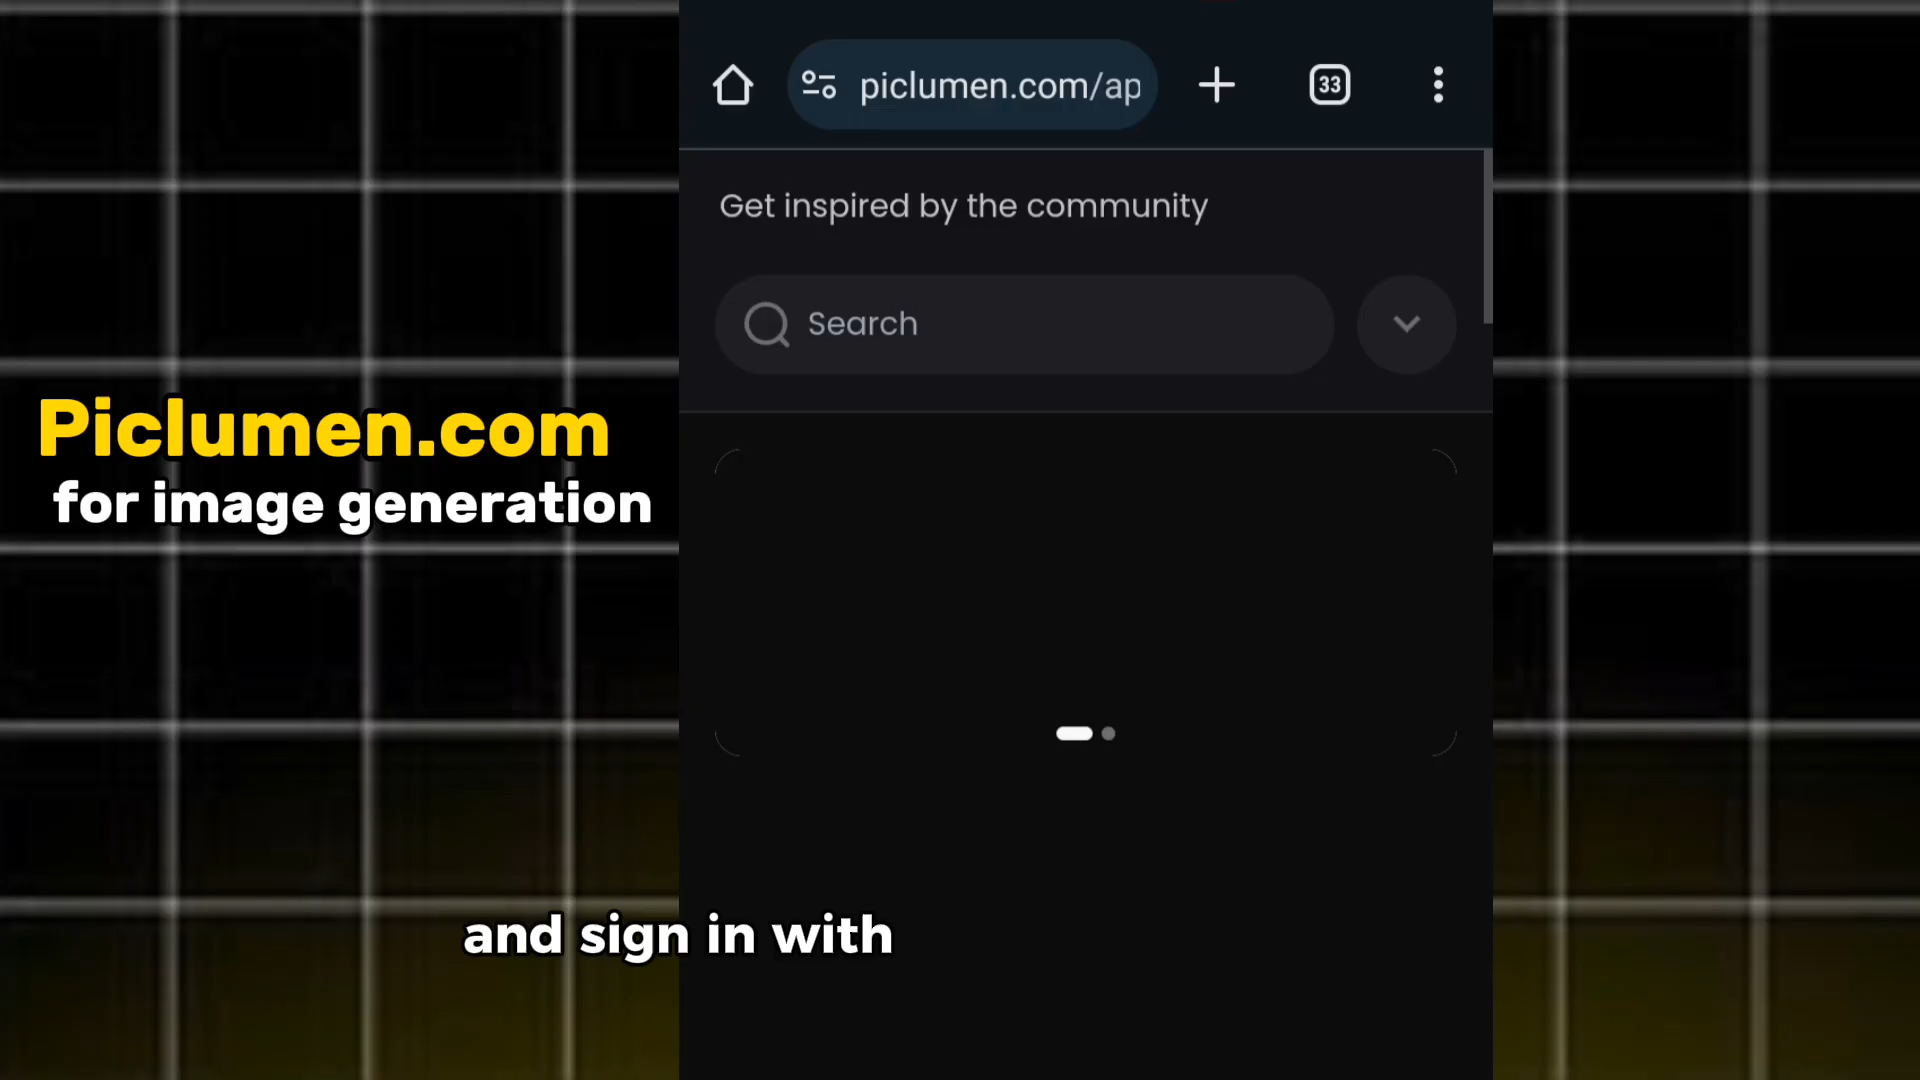 piclumen.com/ap
33
Get inspired by the community
Search
Piclumen.com
for image generation
and sign in with